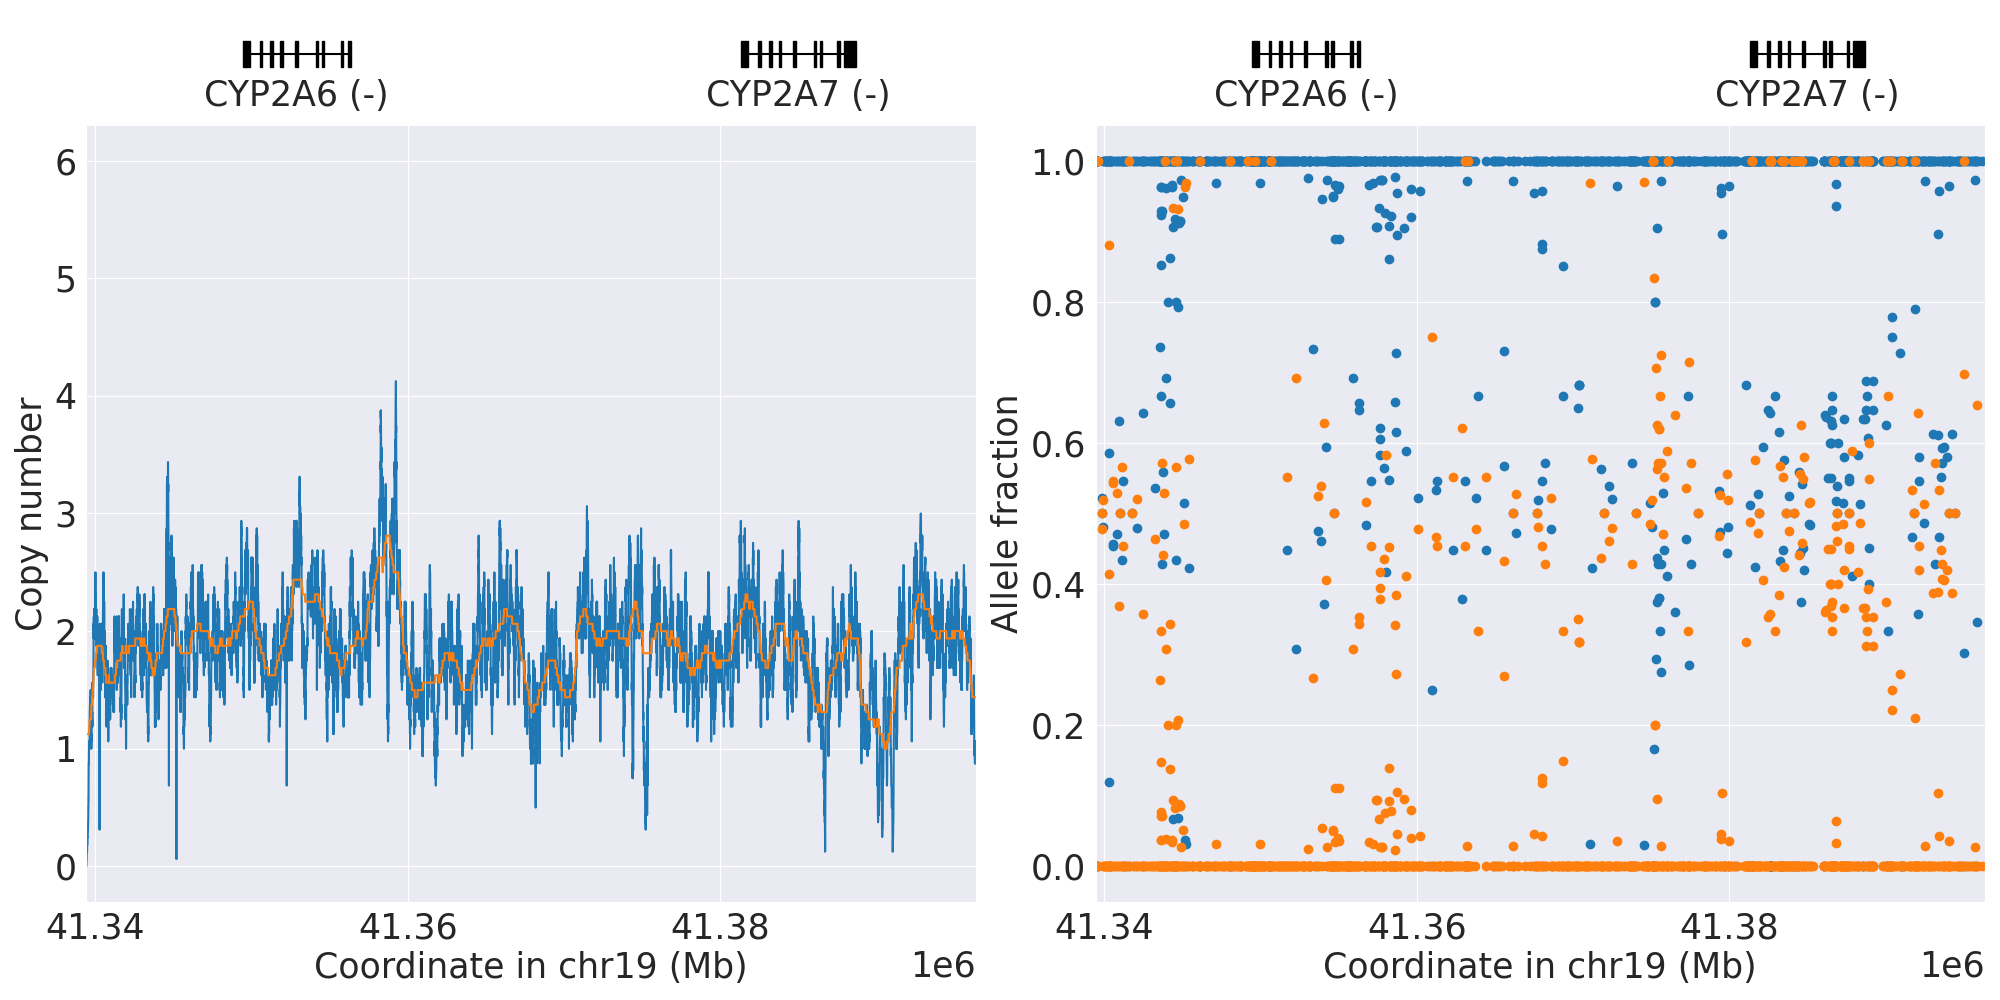 CYP2A6 (-)
CYP2A7 (-)
6
5
4
3
2
1
0
Copy number
41.34
41.36
41.38
Coordinate in chr19 (Mb)
1e6
CYP2A6 (-)
CYP2A7 (-)
1.0
0.8
0.6
0.4
0.2
0.0
Allele fraction
41.34
41.36
41.38
Coordinate in chr19 (Mb)
1e6